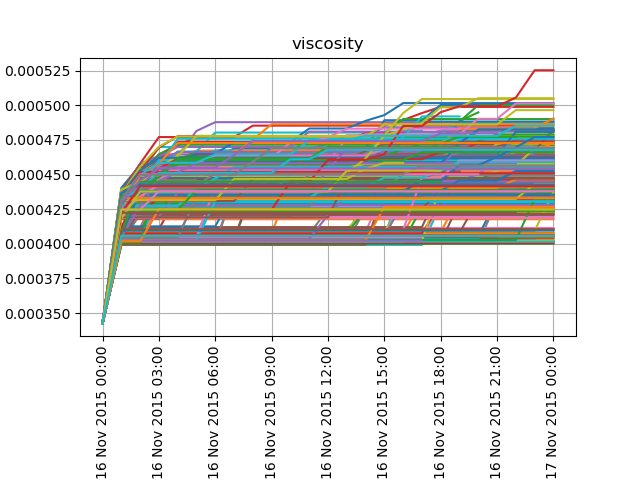 viscosity
0.000525
0.000500
0.000475
0.000450
0.000425
0.000400
0.000375
0.000350
16 Nov 2015 00:00
16 Nov 2015 03:00
16 Nov 2015 06:00
16 Nov 2015 09:00
16 Nov 2015 12:00
16 Nov 2015 15:00
16 Nov 2015 18:00
16 Nov 2015 21:00
17 Nov 2015 00:00